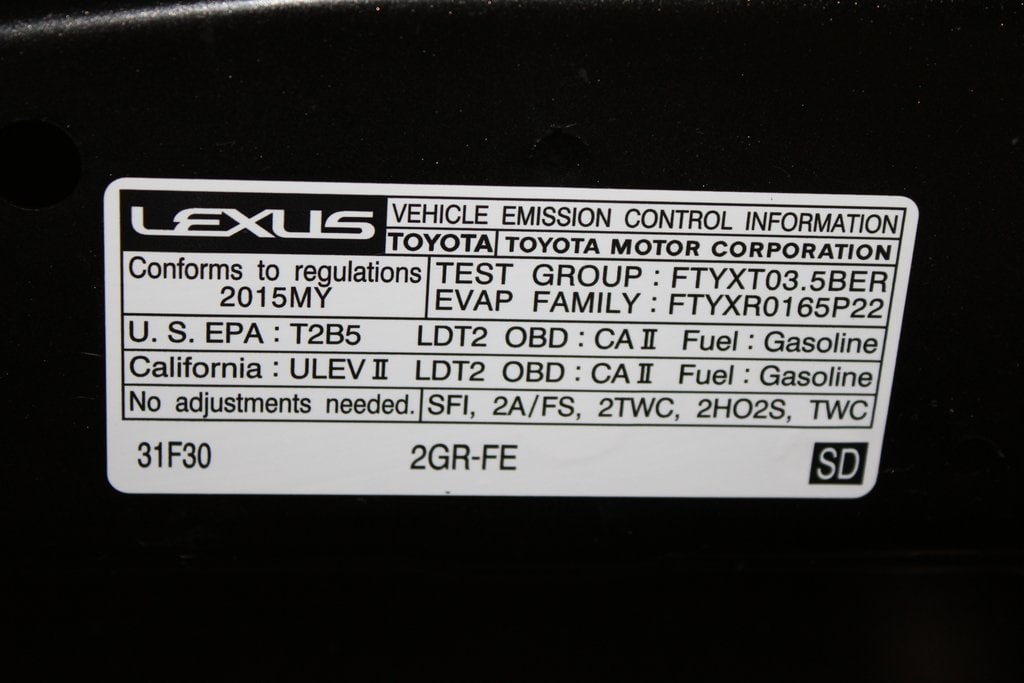 LEXUS VEHICLE EMISSION CONTROL INFORMATION
TOYOTA TOYOTA MOTOR CORPORATION
Conforms to regulations
2015MY
TEST GROUP : FTYXT03.5BER
EVAP FAMILY : FTYXR0165P22
U. S. EPA : T2B5 LDT2 OBD : CA II Fuel : Gasoline
California : ULEV II LDT2 OBD : CA II Fuel : Gasoline
No adjustments needed. SFI, 2A/FS, 2TWC, 2HO2S, TWC
31F30 2GR-FE SD